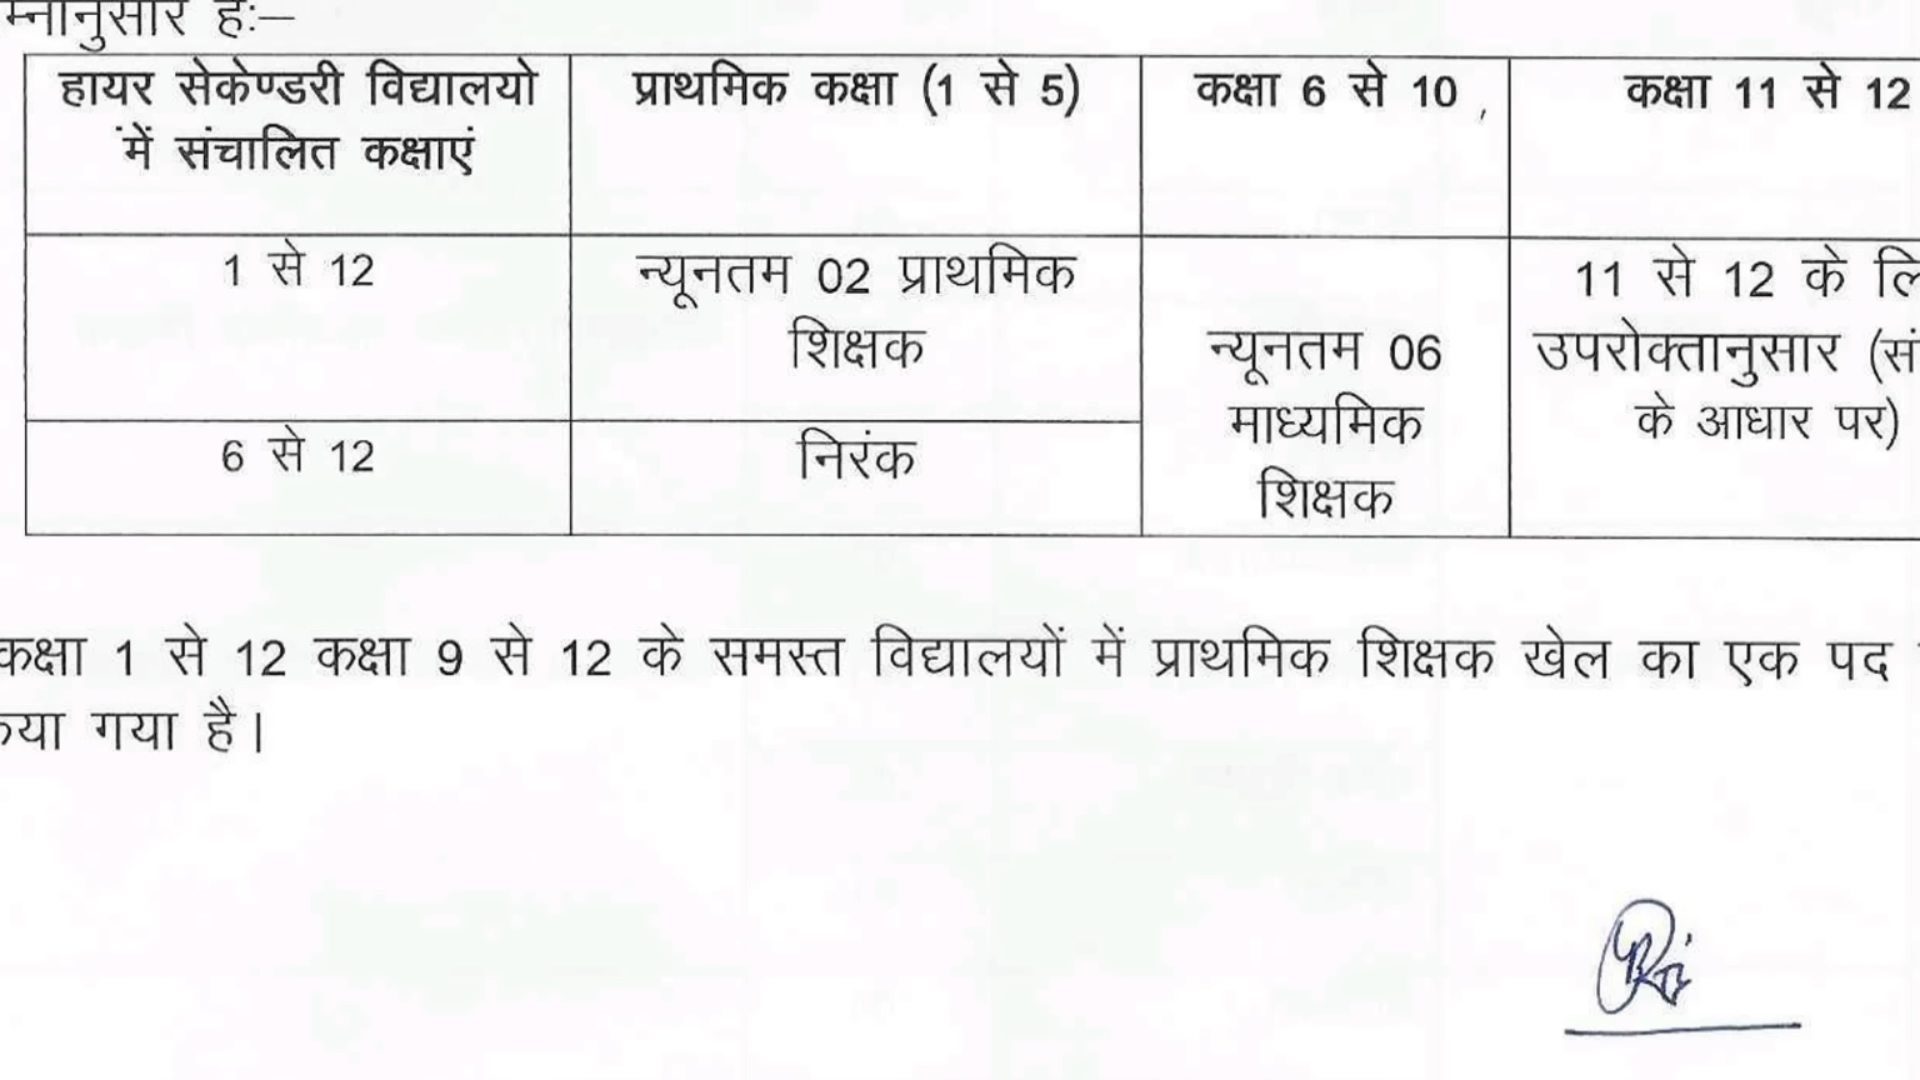 हायर सेकेण्डरी विद्यालयो
में संचालित कक्षाएं
प्राथमिक कक्षा (1 से 5)
कक्षा 6 से 10
कक्षा 11 से 12
1 से 12
न्यूनतम 02 प्राथमिक
शिक्षक
न्यूनतम 06
माध्यमिक
शिक्षक
11 से 12 के
उपरोक्तानुसार
के आधार पर)
6 से 12
निरंक
कक्षा 1 से 12 कक्षा 9 से 12 के समस्त विद्यालयों में प्राथमिक शिक्षक खेल का एक पद
गया है।